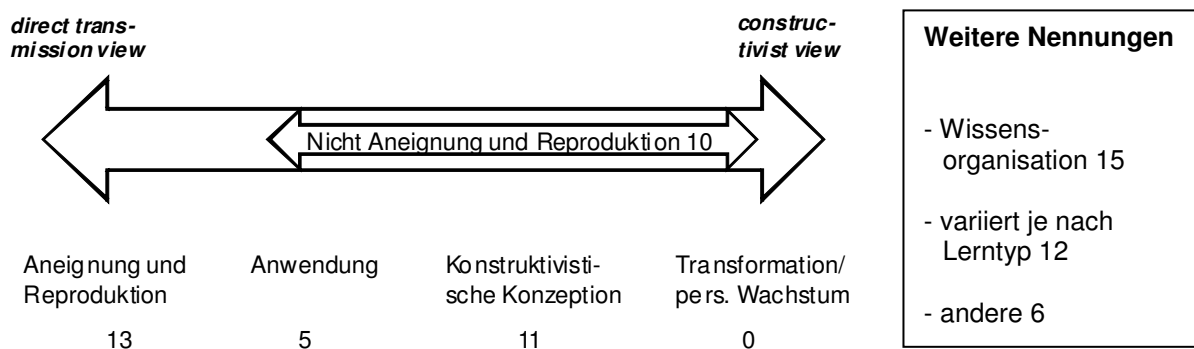 direct trans-
mission view
construc-
tivist view
Nicht Aneignung und Reproduktion 10
Aneignung und
Reproduktion
13
Anwendung
5
Konstruktivisti-
sche Konzeption
11
Transformation/
pers. Wachstum
0
Weitere Nennungen
- Wissens-
organisation 15
- variiert je nach
Lerntyp 12
- andere 6